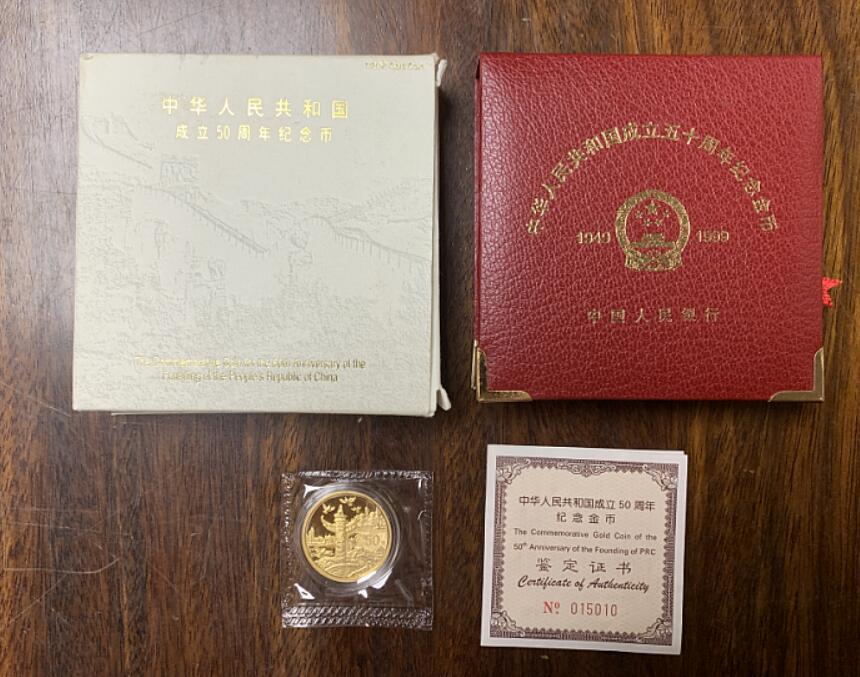 1/2oz Gold Coin
中华人民共和国
成立50周年纪念币
The Commemorative Coin for the 50th Anniversary of the
Founding of the People's Republic of China
中华人民共和国成立五十周年纪念金币
1949 1999
中国人民银行
50
中华人民共和国成立50周年
纪念金币
The Commemorative Gold Coin of the
50th Anniversary of the Founding of PRC
鉴定证书
Certificate of Authenticity
№ 015010